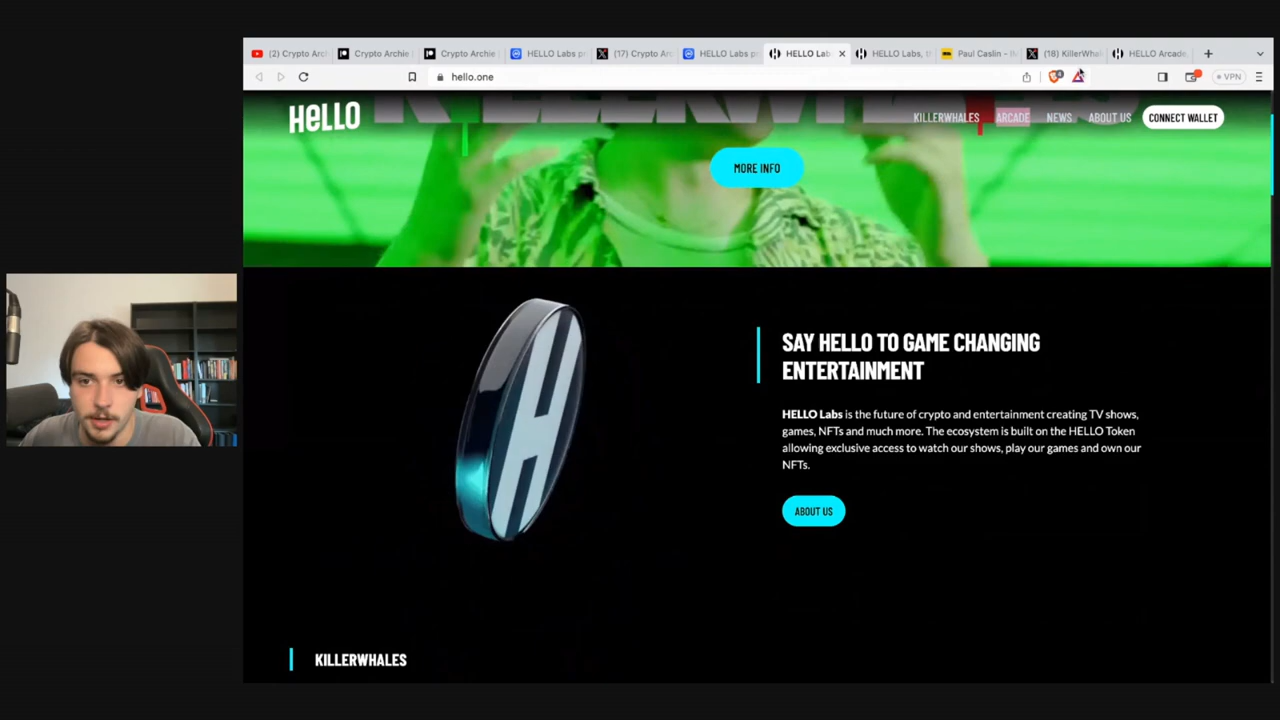 (2) Crypto Arc
Crypto Archie
Crypto Archie
HELLO Labs p
(17) Crypto Ar
HELLO Labs p
HELLO Lab
HELLO Labs, t
Paul Caslin -
(18) KillerWha
HELLO Arcade
hello.one
VPN
HELLO
KILLERWHALES
KILLERWHALES
ARCADE
NEWS
ABOUT US
CONNECT WALLET
MORE INFO
SAY HELLO TO GAME CHANGING
ENTERTAINMENT
HELLO Labs is the future of crypto and entertainment creating TV shows,
games, NFTs and much more. The ecosystem is built on the HELLO Token
allowing exclusive access to watch our shows, play our games and own our
NFTs.
ABOUT US
KILLERWHALES